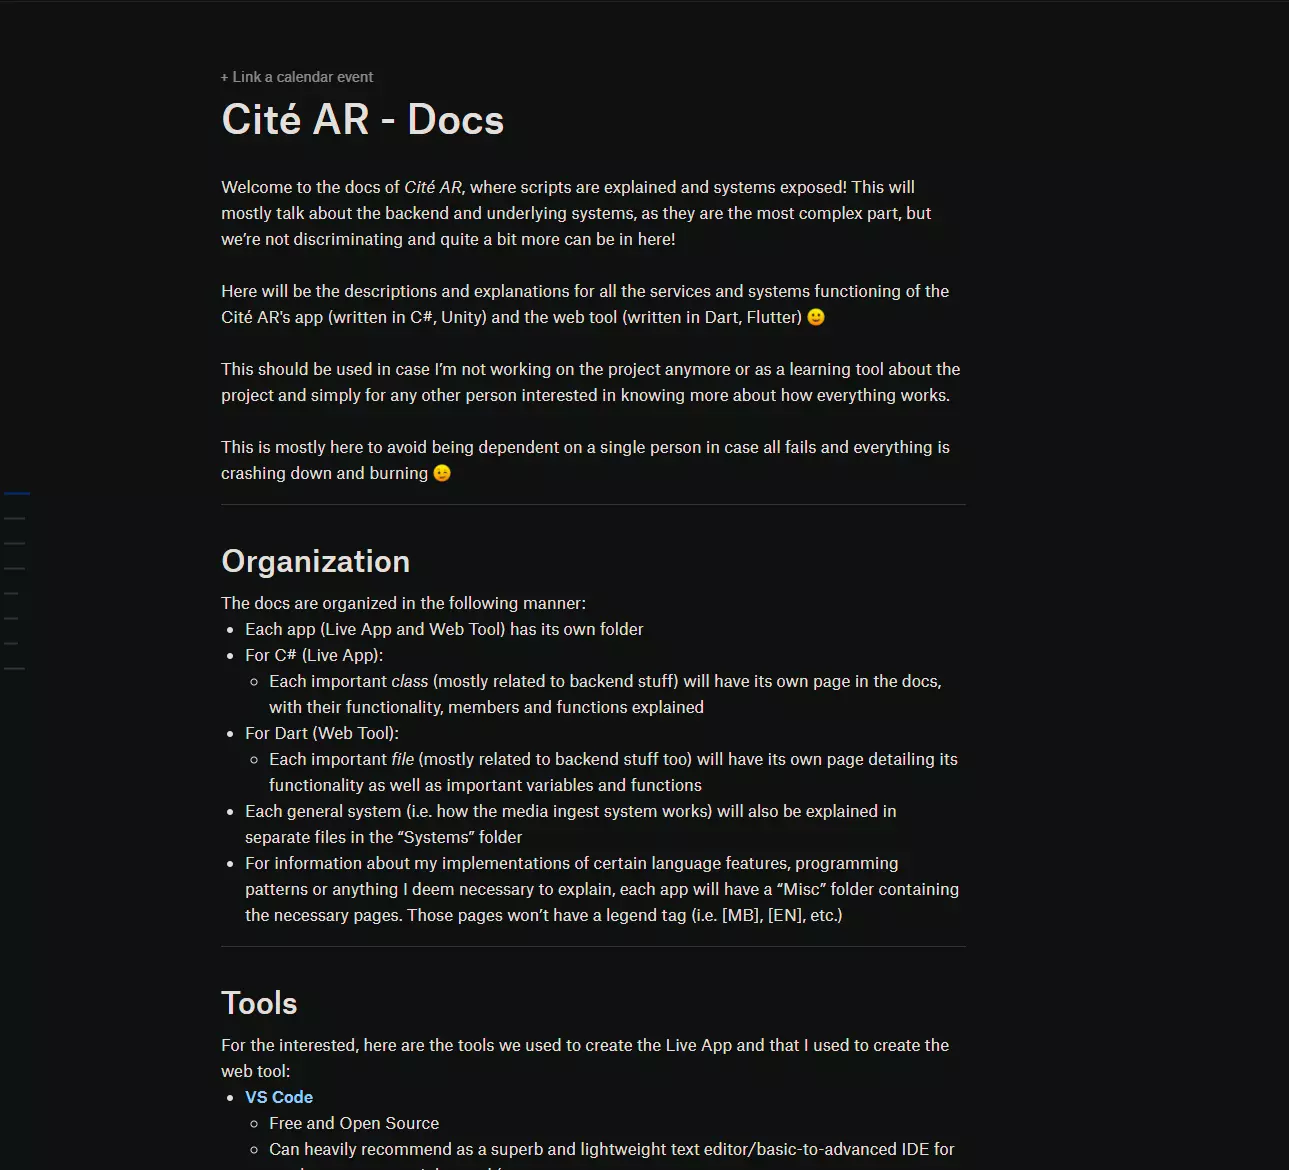 + Link a calendar event
Cité AR - Docs
Welcome to the docs of Cité AR, where scripts are explained and systems exposed! This will
mostly talk about the backend and underlying systems, as they are the most complex part, but
we’re not discriminating and quite a bit more can be in here!
Here will be the descriptions and explanations for all the services and systems functioning of the
Cité AR's app (written in C#, Unity) and the web tool (written in Dart, Flutter) 🙂
This should be used in case I’m not working on the project anymore or as a learning tool about the
project and simply for any other person interested in knowing more about how everything works.
This is mostly here to avoid being dependent on a single person in case all fails and everything is
crashing down and burning 😉
Organization
The docs are organized in the following manner:
• Each app (Live App and Web Tool) has its own folder
• For C# (Live App):
◦ Each important class (mostly related to backend stuff) will have its own page in the docs,
with their functionality, members and functions explained
• For Dart (Web Tool):
◦ Each important file (mostly related to backend stuff too) will have its own page detailing its
functionality as well as important variables and functions
• Each general system (i.e. how the media ingest system works) will also be explained in
separate files in the “Systems” folder
• For information about my implementations of certain language features, programming
patterns or anything I deem necessary to explain, each app will have a “Misc” folder containing
the necessary pages. Those pages won’t have a legend tag (i.e. [MB], [EN], etc.)
Tools
For the interested, here are the tools we used to create the Live App and that I used to create the
web tool:
• VS Code
◦ Free and Open Source
◦ Can heavily recommend as a superb and lightweight text editor/basic-to-advanced IDE for